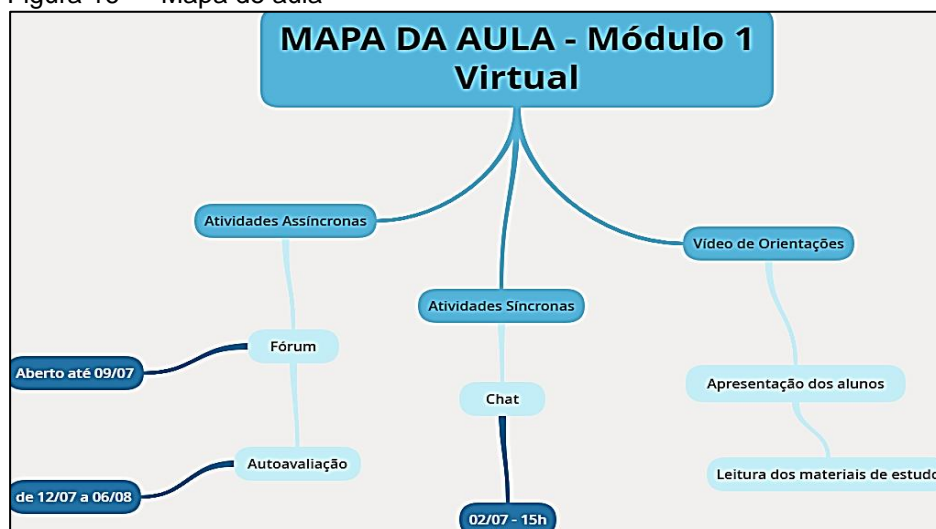 MAPA DA AULA - Módulo 1
Virtual
Atividades Assíncronas
Vídeo de Orientações
Atividades Síncronas
Fórum
Aberto até 09/07
Apresentação dos alunos
Chat
Autoavaliação
Leitura dos materiais de estudo
de 12/07 a 06/08
02/07 - 15h